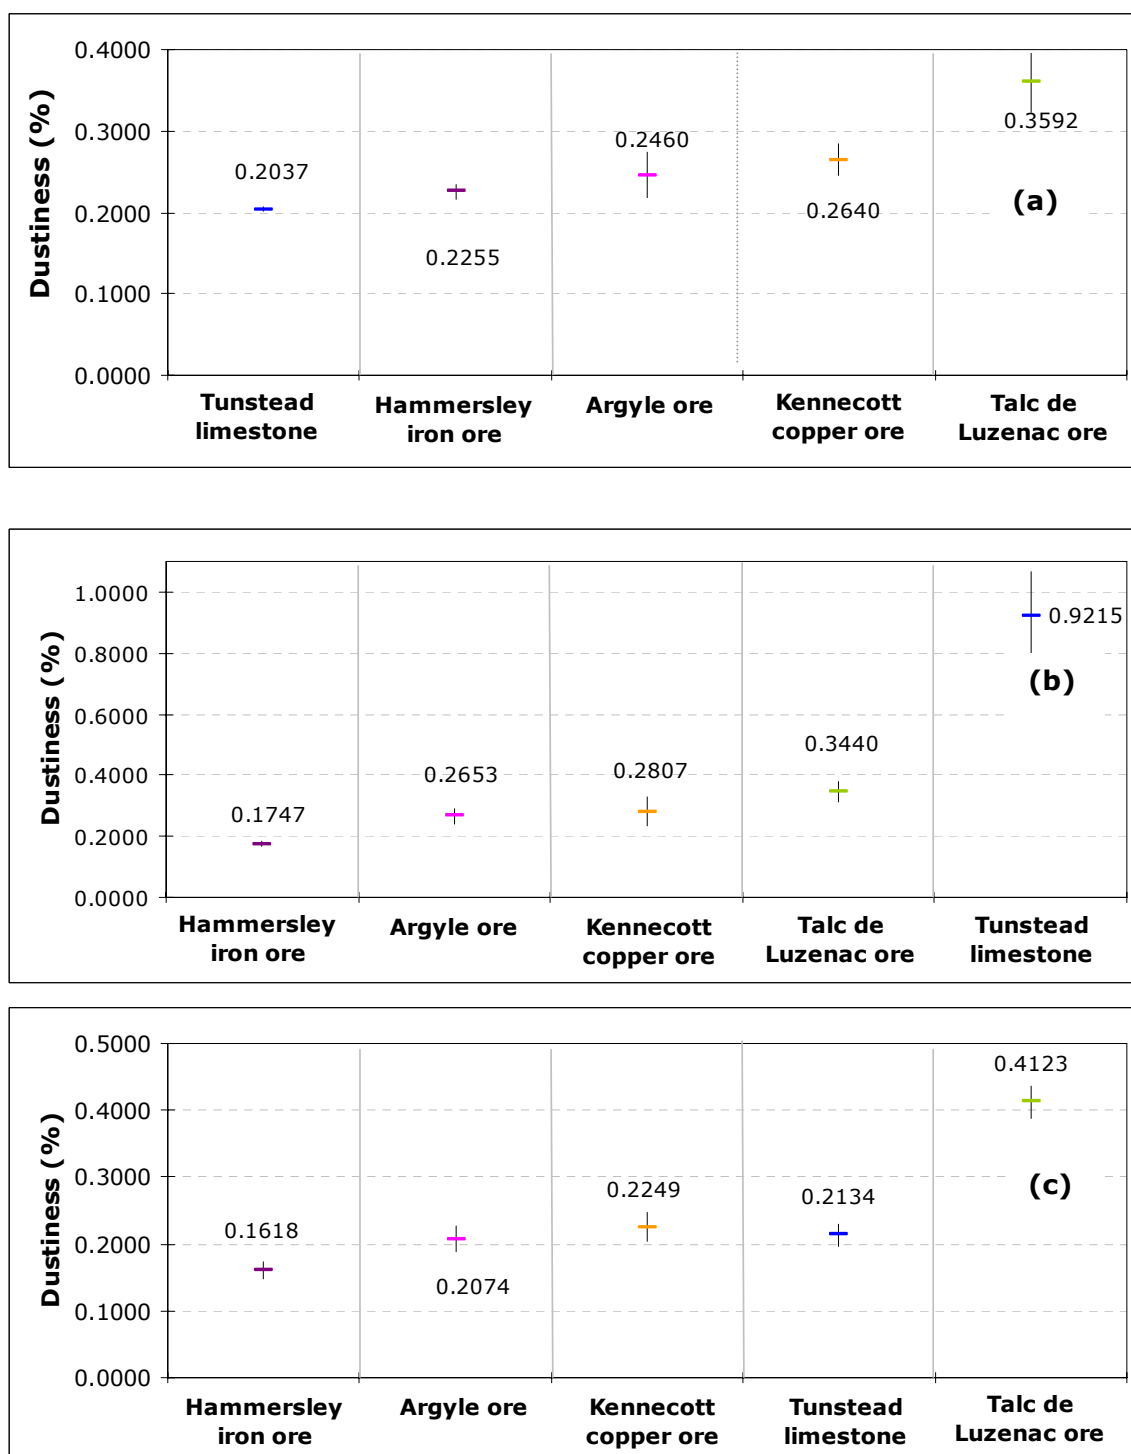 0.4000
0.3000
0.2000
0.1000
0.0000
Dustiness (%)
0.2037
0.2255
0.2460
0.2640
0.3592
(a)
Tunstead
limestone
Hammersley
iron ore
Argyle ore
Kennecott
copper ore
Talc de
Luzenac ore
1.0000
0.8000
0.6000
0.4000
0.2000
0.0000
Dustiness (%)
0.1747
0.2653
0.2807
0.3440
0.9215
(b)
Hammersley
iron ore
Argyle ore
Kennecott
copper ore
Talc de
Luzenac ore
Tunstead
limestone
0.5000
0.4000
0.3000
0.2000
0.1000
0.0000
Dustiness (%)
0.1618
0.2074
0.2249
0.2134
0.4123
(c)
Hammersley
iron ore
Argyle ore
Kennecott
copper ore
Tunstead
limestone
Talc de
Luzenac ore